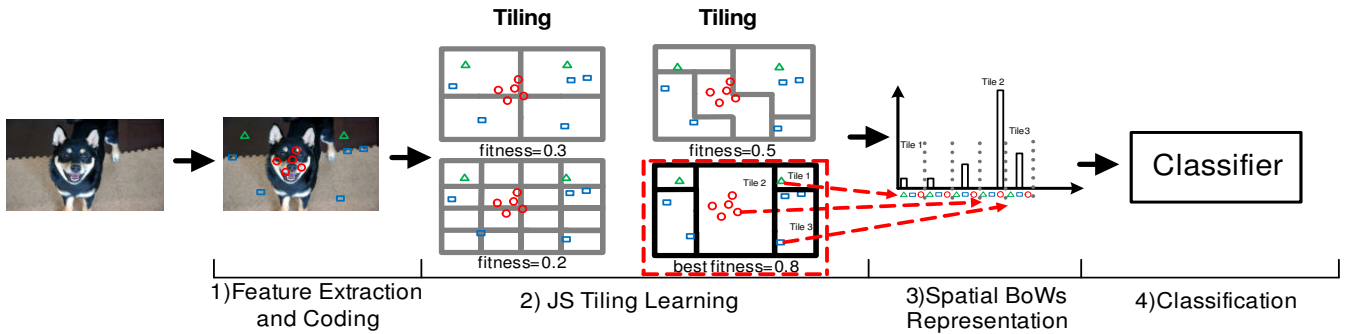 Tiling
Tiling
fitness=0.3
fitness=0.5
fitness=0.2
Tile 1
Tile 2
Tile 3
best fitness=0.8
Tile 1
Tile 2
Tile3
Classifier
1)Feature Extraction
and Coding
2) JS Tiling Learning
3)Spatial BoWs
Representation
4)Classification